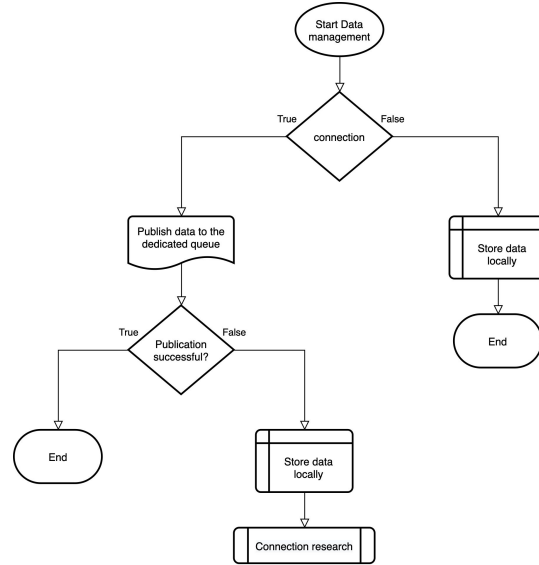 Start Data
management
True
False
connection
Publish data to the
dedicated queue
Store data
locally
True
False
Publication
successful?
End
End
Store data
locally
Connection research